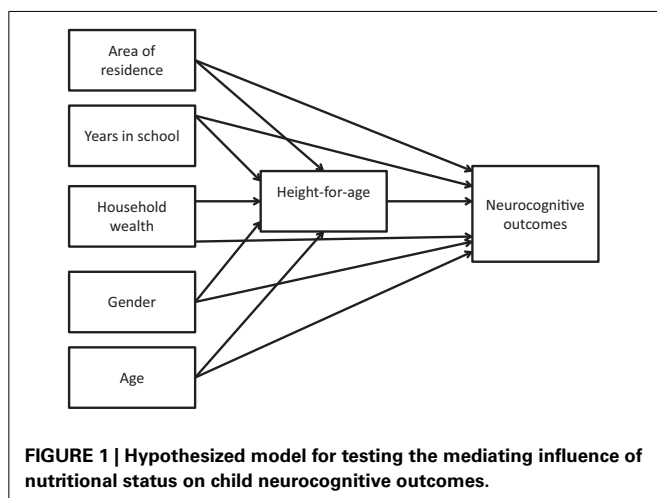 Area of
residence
Years in school
Household
wealth
Gender
Age
Height-for-age
Neurocognitive
outcomes
FIGURE 1 | Hypothesized model for testing the mediating influence of
nutritional status on child neurocognitive outcomes.